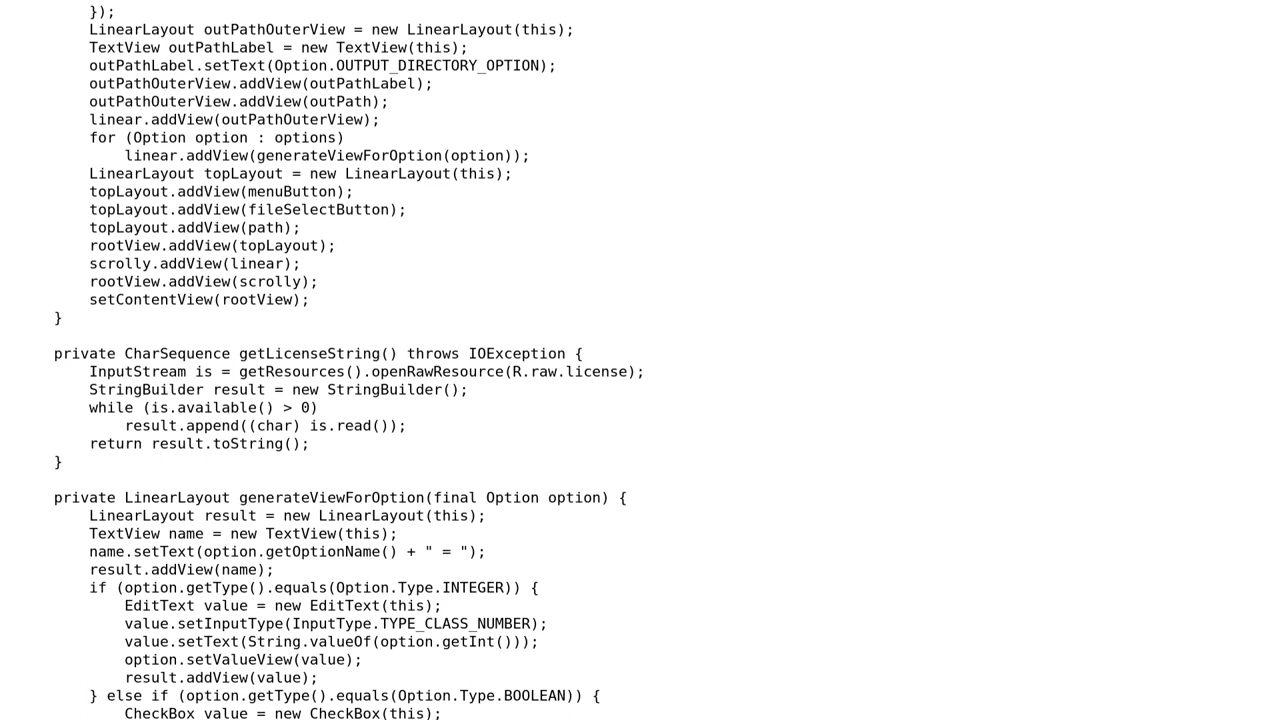 });
    LinearLayout outPathOuterView = new LinearLayout(this);
    TextView outPathLabel = new TextView(this);
    outPathLabel.setText(Option.OUTPUT_DIRECTORY_OPTION);
    outPathOuterView.addView(outPathLabel);
    outPathOuterView.addView(outPath);
    linear.addView(outPathOuterView);
    for (Option option : options)
        linear.addView(generateViewForOption(option));
    LinearLayout topLayout = new LinearLayout(this);
    topLayout.addView(menuButton);
    topLayout.addView(fileSelectButton);
    topLayout.addView(path);
    rootView.addView(topLayout);
    scrolly.addView(linear);
    rootView.addView(scrolly);
    setContentView(rootView);
}

private CharSequence getLicenseString() throws IOException {
    InputStream is = getResources().openRawResource(R.raw.license);
    StringBuilder result = new StringBuilder();
    while (is.available() > 0)
        result.append((char) is.read());
    return result.toString();
}

private LinearLayout generateViewForOption(final Option option) {
    LinearLayout result = new LinearLayout(this);
    TextView name = new TextView(this);
    name.setText(option.getOptionName() + " = ");
    result.addView(name);
    if (option.getType().equals(Option.Type.INTEGER)) {
        EditText value = new EditText(this);
        value.setInputType(InputType.TYPE_CLASS_NUMBER);
        value.setText(String.valueOf(option.getInt()));
        option.setValueView(value);
        result.addView(value);
    } else if (option.getType().equals(Option.Type.BOOLEAN)) {
        CheckBox value = new CheckBox(this);